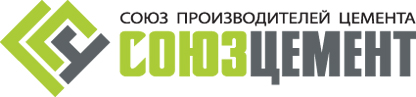 СОЮЗ ПРОИЗВОДИТЕЛЕЙ ЦЕМЕНТА
СОЮЗЦЕМЕНТ